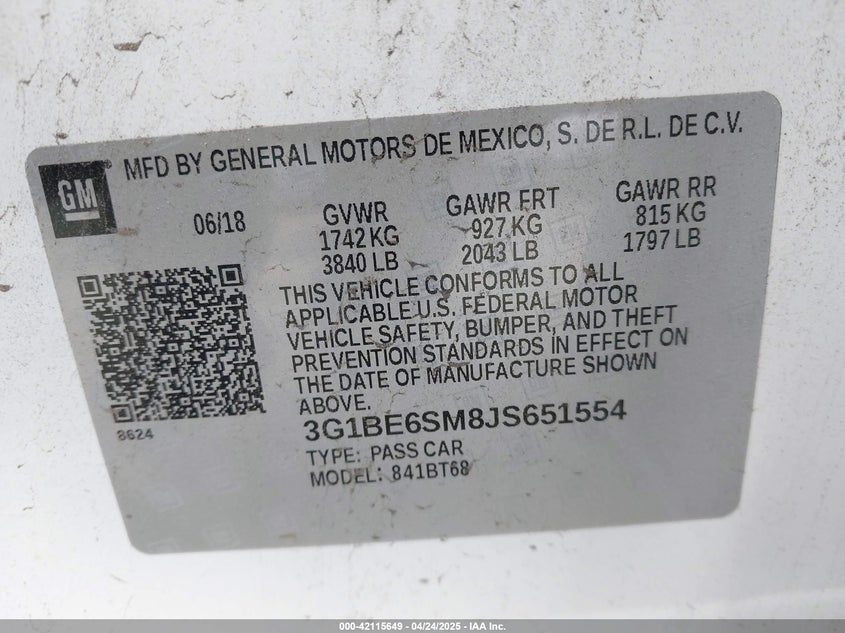 GM
MFD BY GENERAL MOTORS DE MEXICO, S. DE R.L. DE C.V.
06/18 GVWR GAWR FRT GAWR RR
1742 KG 927 KG 815 KG
3840 LB 2043 LB 1797 LB
THIS VEHICLE CONFORMS TO ALL
APPLICABLE U.S. FEDERAL MOTOR
VEHICLE SAFETY, BUMPER, AND THEFT
PREVENTION STANDARDS IN EFFECT ON
THE DATE OF MANUFACTURE SHOWN
ABOVE.
8624
3G1BE6SM8JS651554
TYPE: PASS CAR
MODEL: 841BT68
000-42115649 - 04/24/2025 - IAA Inc.